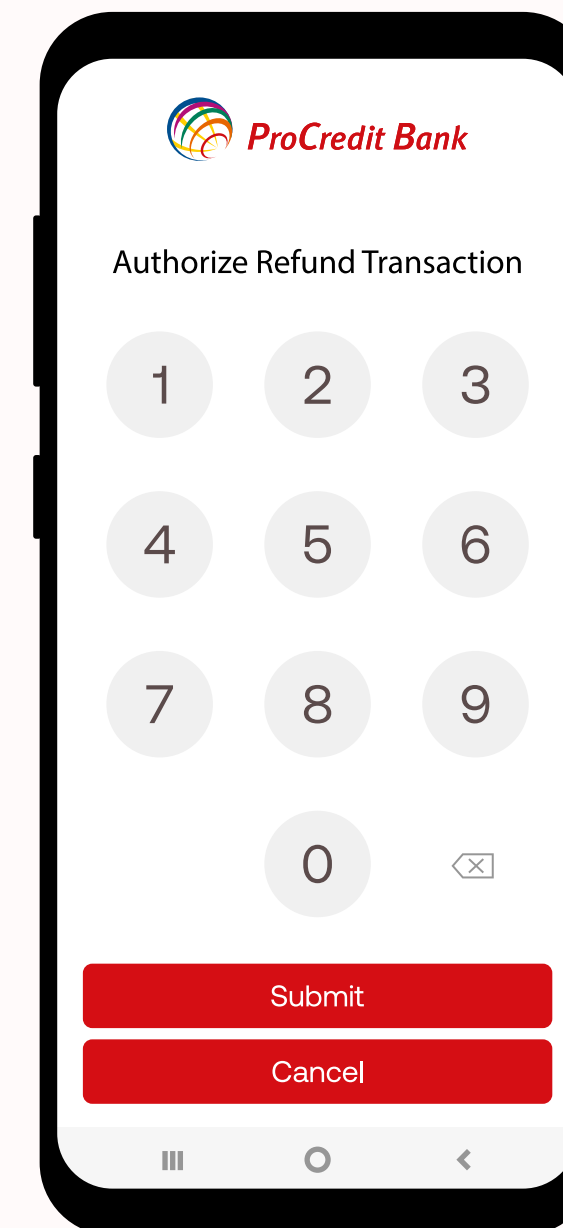 ProCredit Bank
Authorize Refund Transaction
1 2 3
4 5 6
7 8 9
0
Submit
Cancel